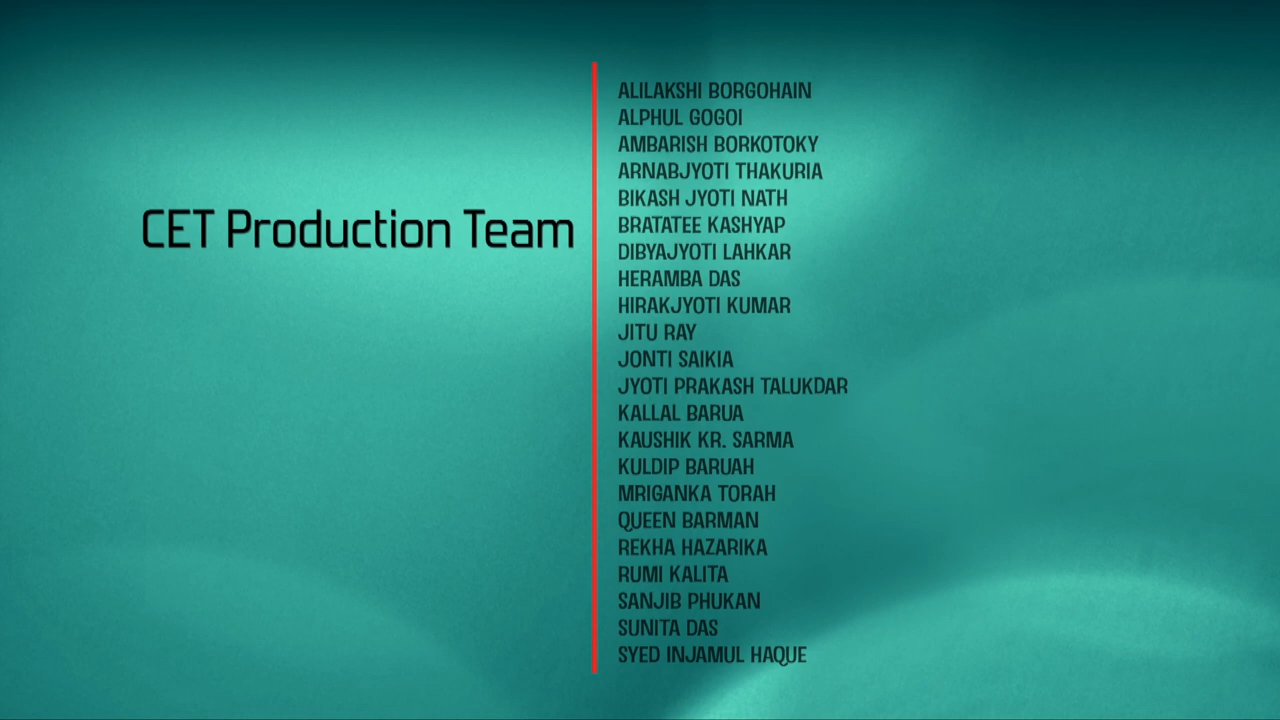 CET Production Team
ALILAKSHI BORGOHAIN
ALPHUL GOGOI
AMBARISH BORKOTOKY
ARNABJYOTI THAKURIA
BIKASH JYOTI NATH
BRATATEE KASHYAP
DIBYAJYOTI LAHKAR
HERAMBA DAS
HIRAKJYOTI KUMAR
JITU RAY
JONTI SAIKIA
JYOTI PRAKASH TALUKDAR
KALLAL BARUA
KAUSHIK KR. SARMA
KULDIP BARUAH
MRIGANKA TORAH
QUEEN BARMAN
REKHA HAZARIKA
RUMI KALITA
SANJIB PHUKAN
SUNITA DAS
SYED INJAMUL HAQUE